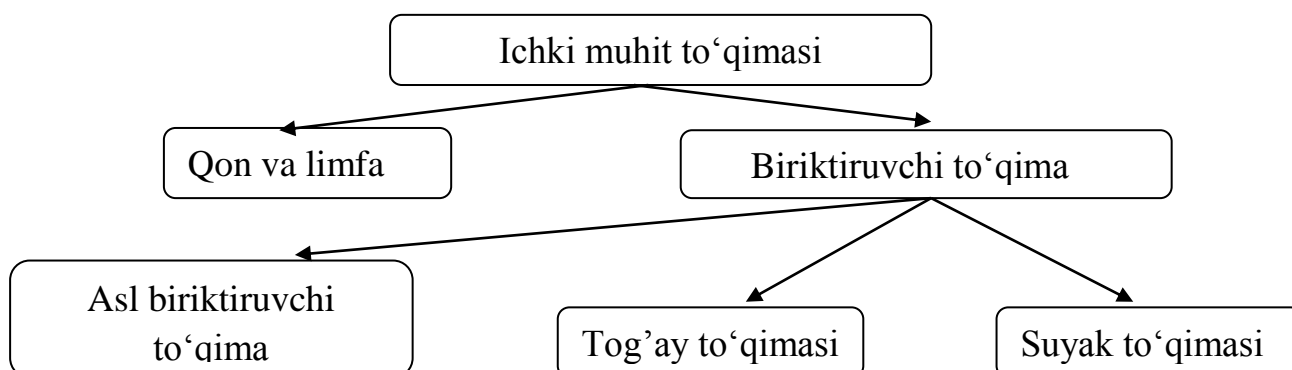 Ichki muhit to‘qimasi
Qon va limfa
Biriktiruvchi to‘qima
Asl biriktiruvchi
to‘qima
Tog’ay to‘qimasi
Suyak to‘qimasi